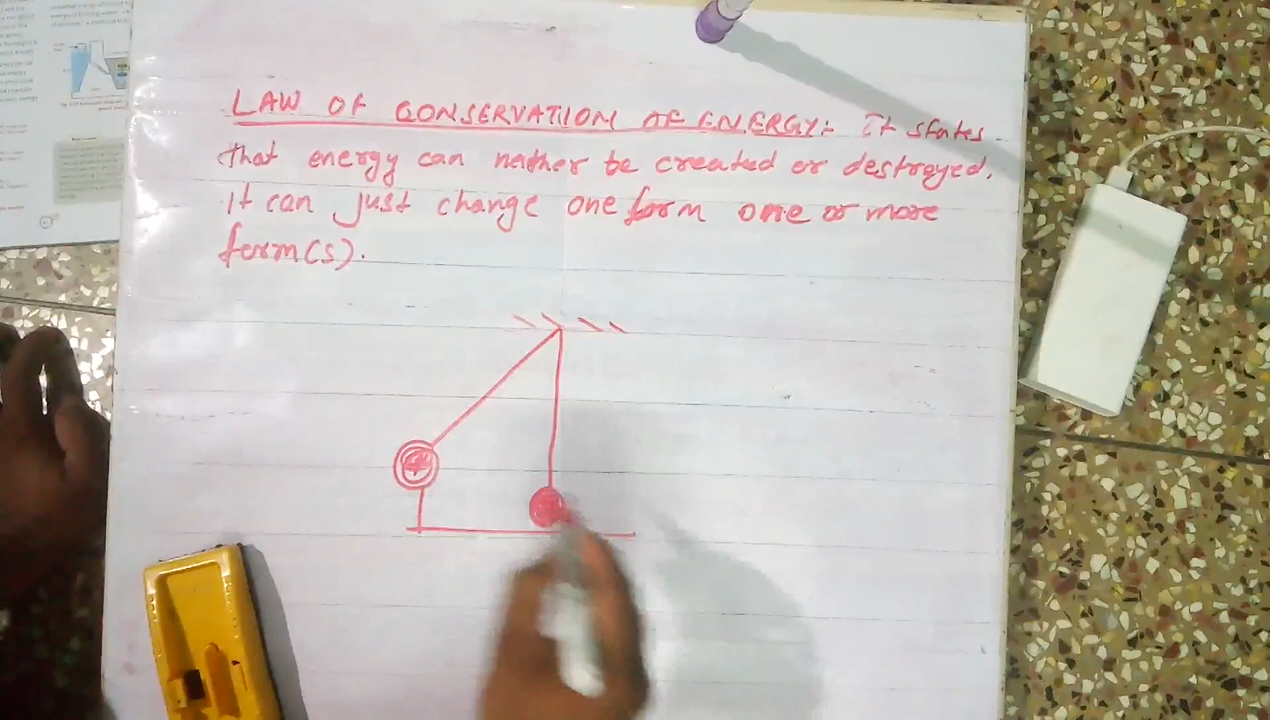 LAW OF CONSERVATION OF ENERGY:- It states
that energy can neither be created or destroyed.
It can just change one form one or more
form(s).